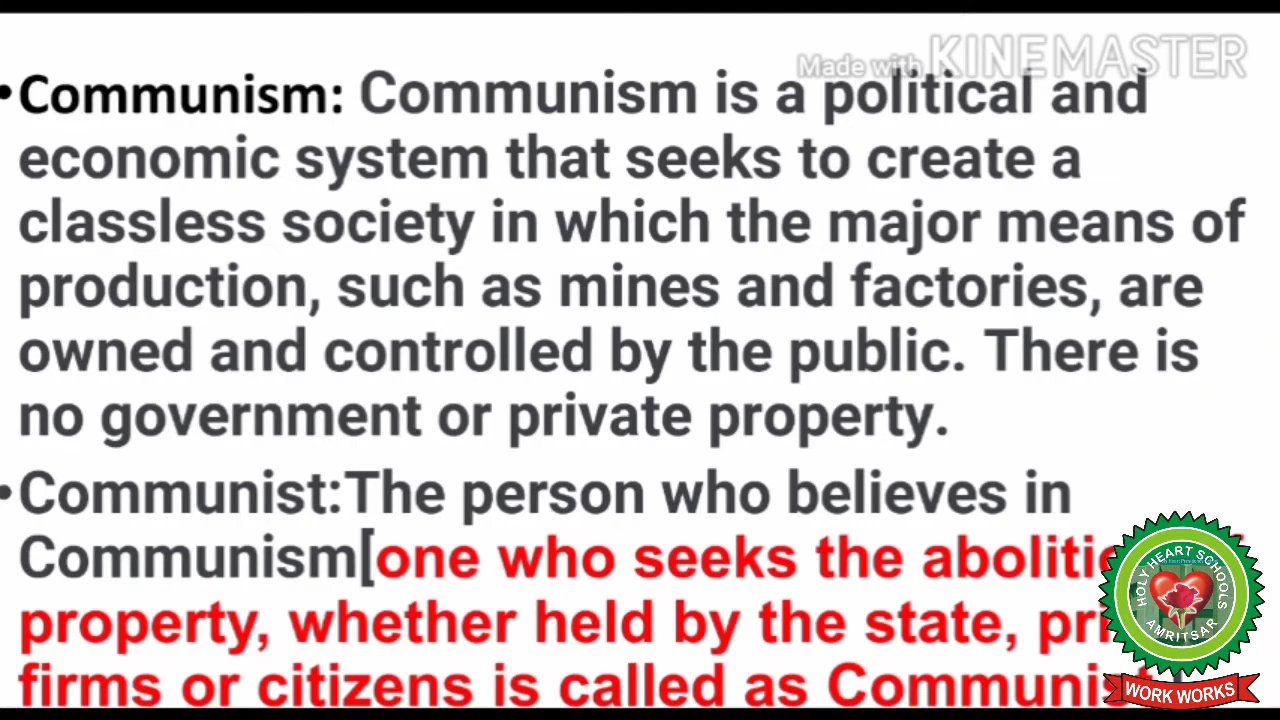 Made with KINEMASTER
•Communism: Communism is a political and
economic system that seeks to create a
classless society in which the major means of
production, such as mines and factories, are
owned and controlled by the public. There is
no government or private property.
•Communist:The person who believes in
Communism[one who seeks the
property, whether held by the state,
firms or citizens is called as
HOLY HEART SCHOOLS
AMRITSAR
WORK WORKS